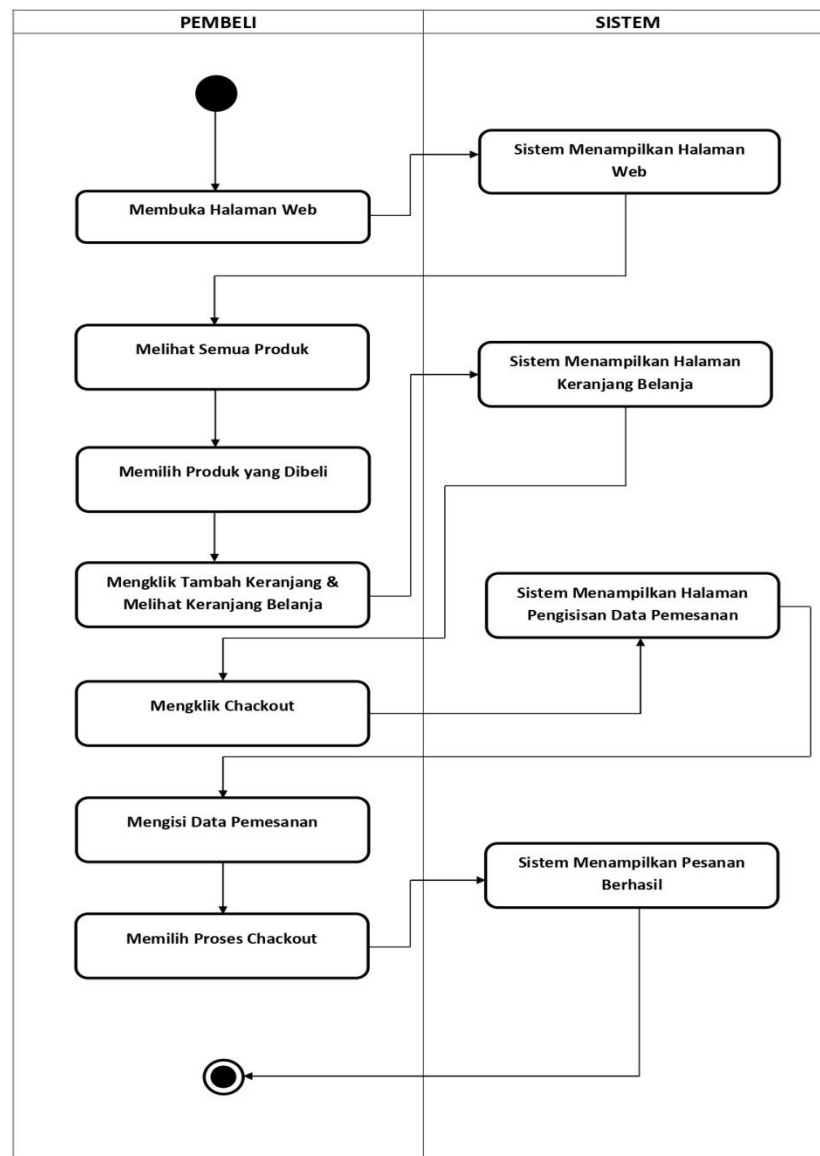 PEMBELI
SISTEM
Membuka Halaman Web
Sistem Menampilkan Halaman
Web
Melihat Semua Produk
Memilih Produk yang Dibeli
Mengklik Tambah Keranjang &
Melihat Keranjang Belanja
Sistem Menampilkan Halaman
Keranjang Belanja
Mengklik Chackout
Sistem Menampilkan Halaman
Pengisisan Data Pemesanan
Mengisi Data Pemesanan
Memilih Proses Chackout
Sistem Menampilkan Pesanan
Berhasil